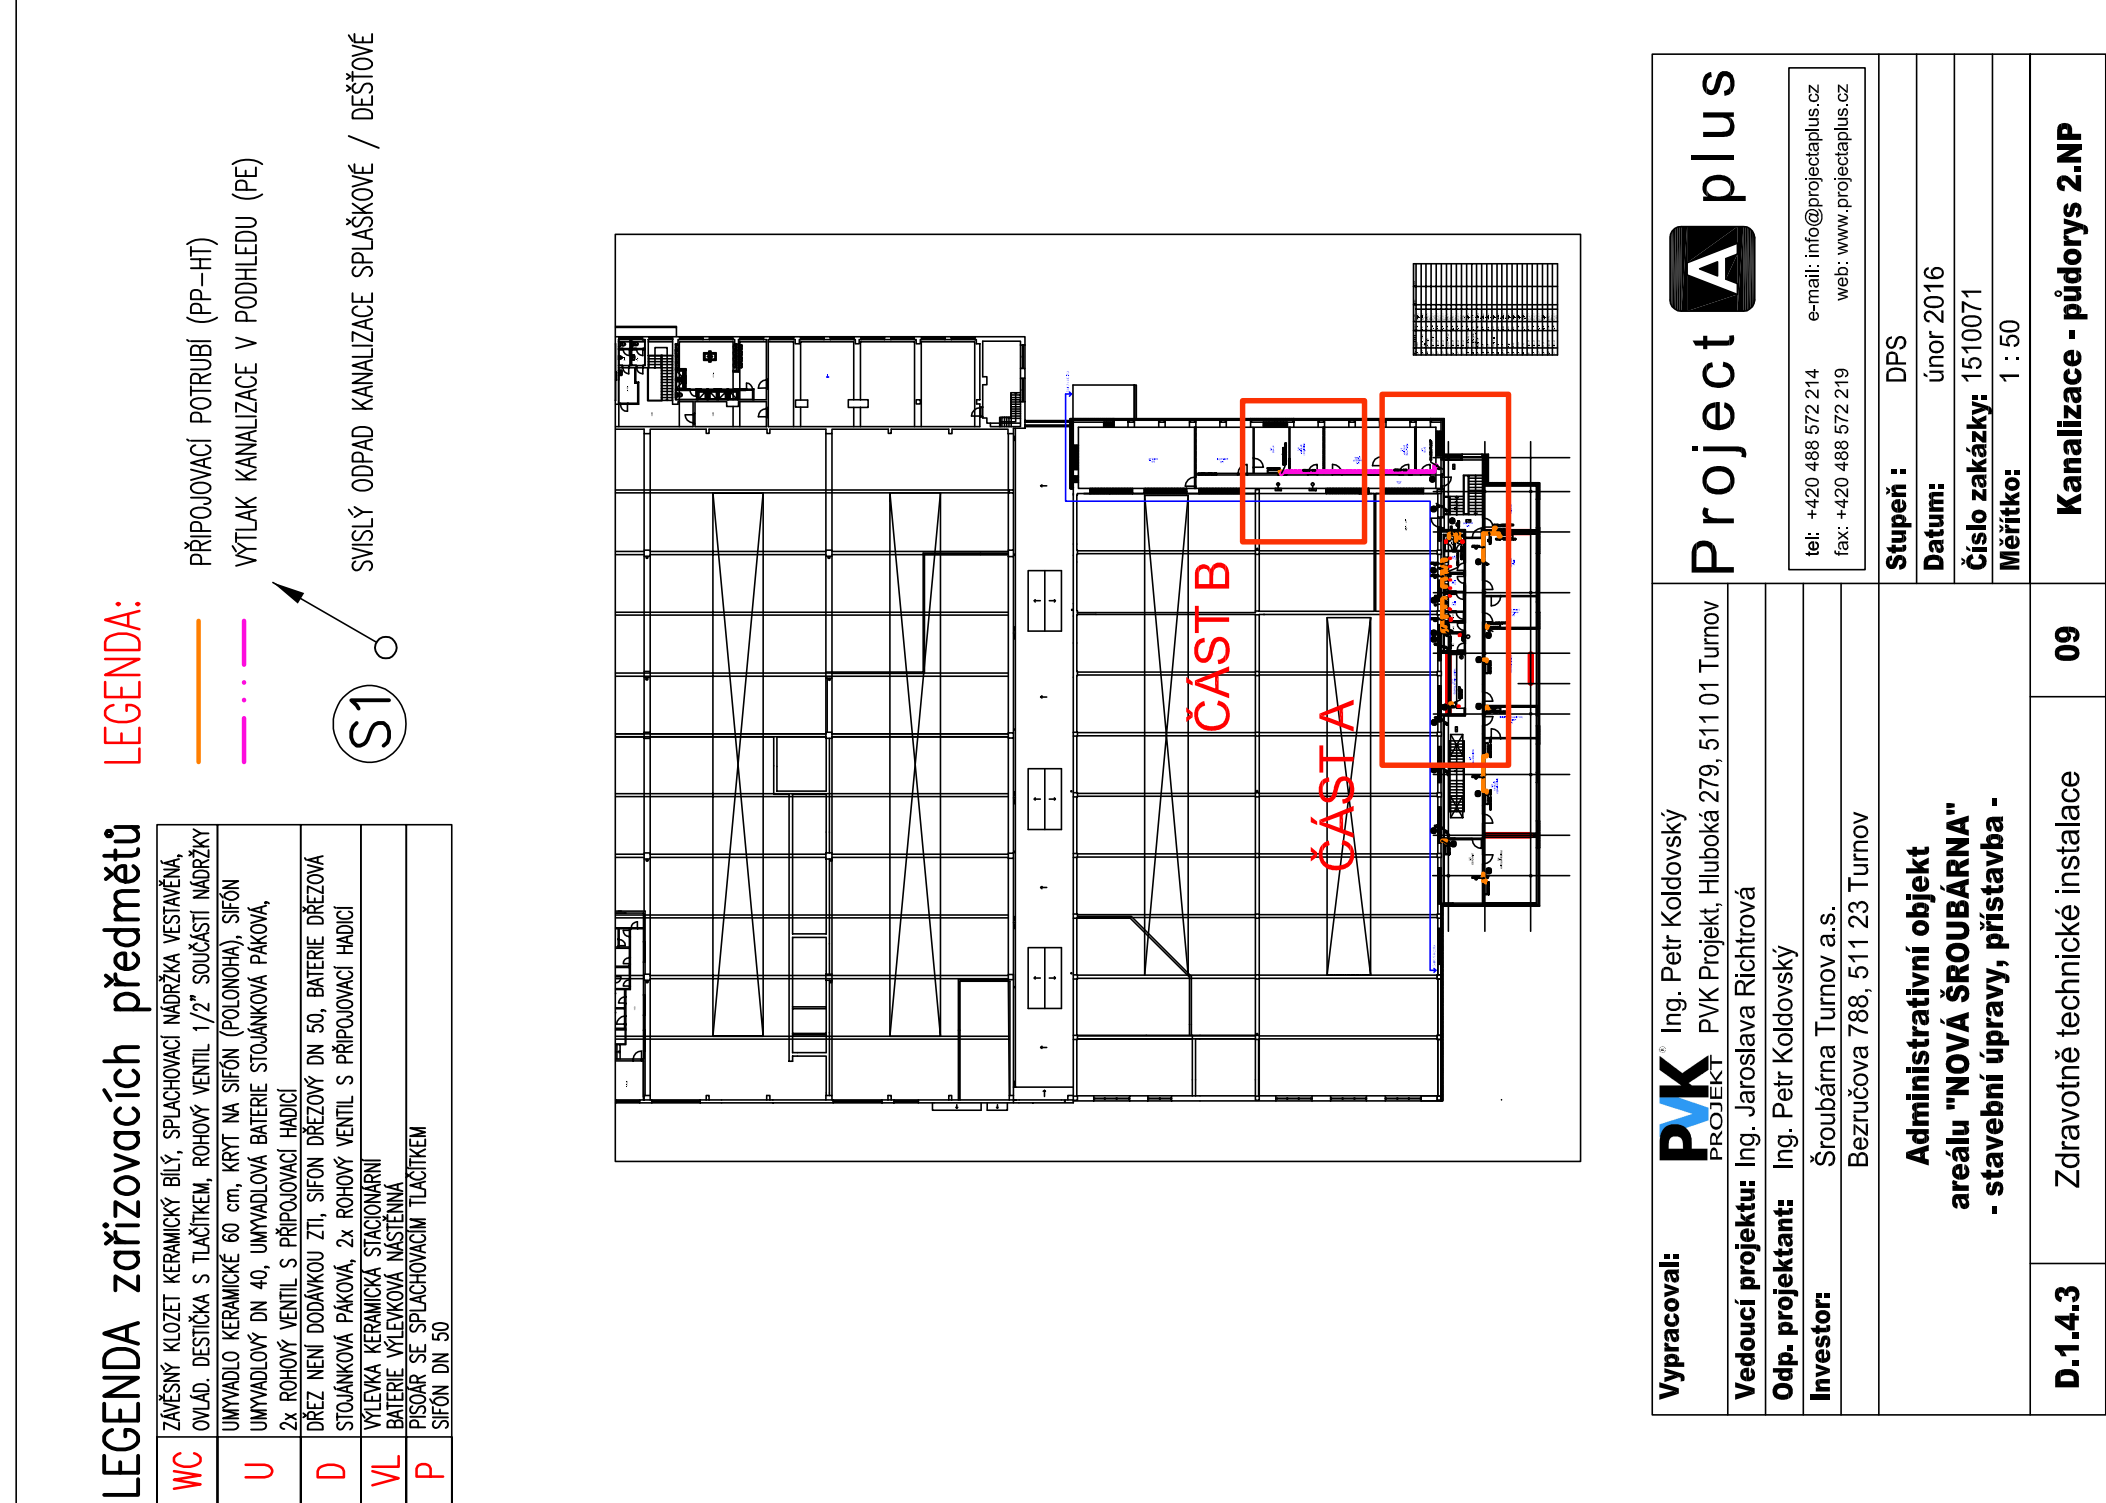 LEGENDA zařizovacích předmětů
WC
ZÁVĚSNÝ KLOZET KERAMICKÝ BÍLÝ, SPLACHOVACÍ NÁDRŽKA VESTAVĚNÁ,
OVLÁD. DESTIČKA S TLAČÍTKEM, ROHOVÝ VENTIL 1/2" SOUČÁSTÍ NÁDRŽKY
U
UMYVADLO KERAMICKÉ 60 cm, KRYT NA SIFÓN (POLONOHA), SIFÓN
UMYVADLOVÝ DN 40, UMYVADLOVÁ BATERIE STOJÁNKOVÁ PÁKOVÁ,
2x ROHOVÝ VENTIL S PŘIPOJOVACÍ HADICÍ
D
DŘEZ NENÍ DODÁVKOU ZTI, SIFON DŘEZOVÝ DN 50, BATERIE DŘEZOVÁ
STOJÁNKOVÁ PÁKOVÁ, 2x ROHOVÝ VENTIL S PŘIPOJOVACÍ HADICÍ
VL
VÝLEVKA KERAMICKÁ STACIONÁRNÍ
BATERIE VÝLEVKOVÁ NÁSTĚNNÁ
P
PISOÁR SE SPLACHOVACÍM TLAČÍTKEM
SIFÓN DN 50
LEGENDA:
PŘIPOJOVACÍ POTRUBÍ (PP-HT)
VÝTLAK KANALIZACE V PODHLEDU (PE)
S1
SVISLÝ ODPAD KANALIZACE SPLAŠKOVÉ / DEŠŤOVÉ
ČÁST B
ČÁST A
Vypracovali:
PVK PROJEKT
Ing. Petr Koldovský
PVK Projekt, Hluboká 279, 511 01 Turnov
Vedoucí projektu: Ing. Jaroslava Richtrová
Odp. projektant: Ing. Petr Koldovský
Investor: Šroubárna Turnov a.s.
Bezručova 788, 511 23 Turnov
Administrativní objekt
areálu "NOVÁ ŠROUBÁRNA"
- stavební úpravy, přístavba -
Project A plus
tel: +420 488 572 214 e-mail: info@projectaplus.cz
fax: +420 488 572 219 web: www.projectaplus.cz
Stupeň : DPS
Datum: únor 2016
Číslo zakázky: 1510071
Měřítko: 1 : 50
D.1.4.3 Zdravotně technické instalace 09 Kanalizace - půdorys 2.NP